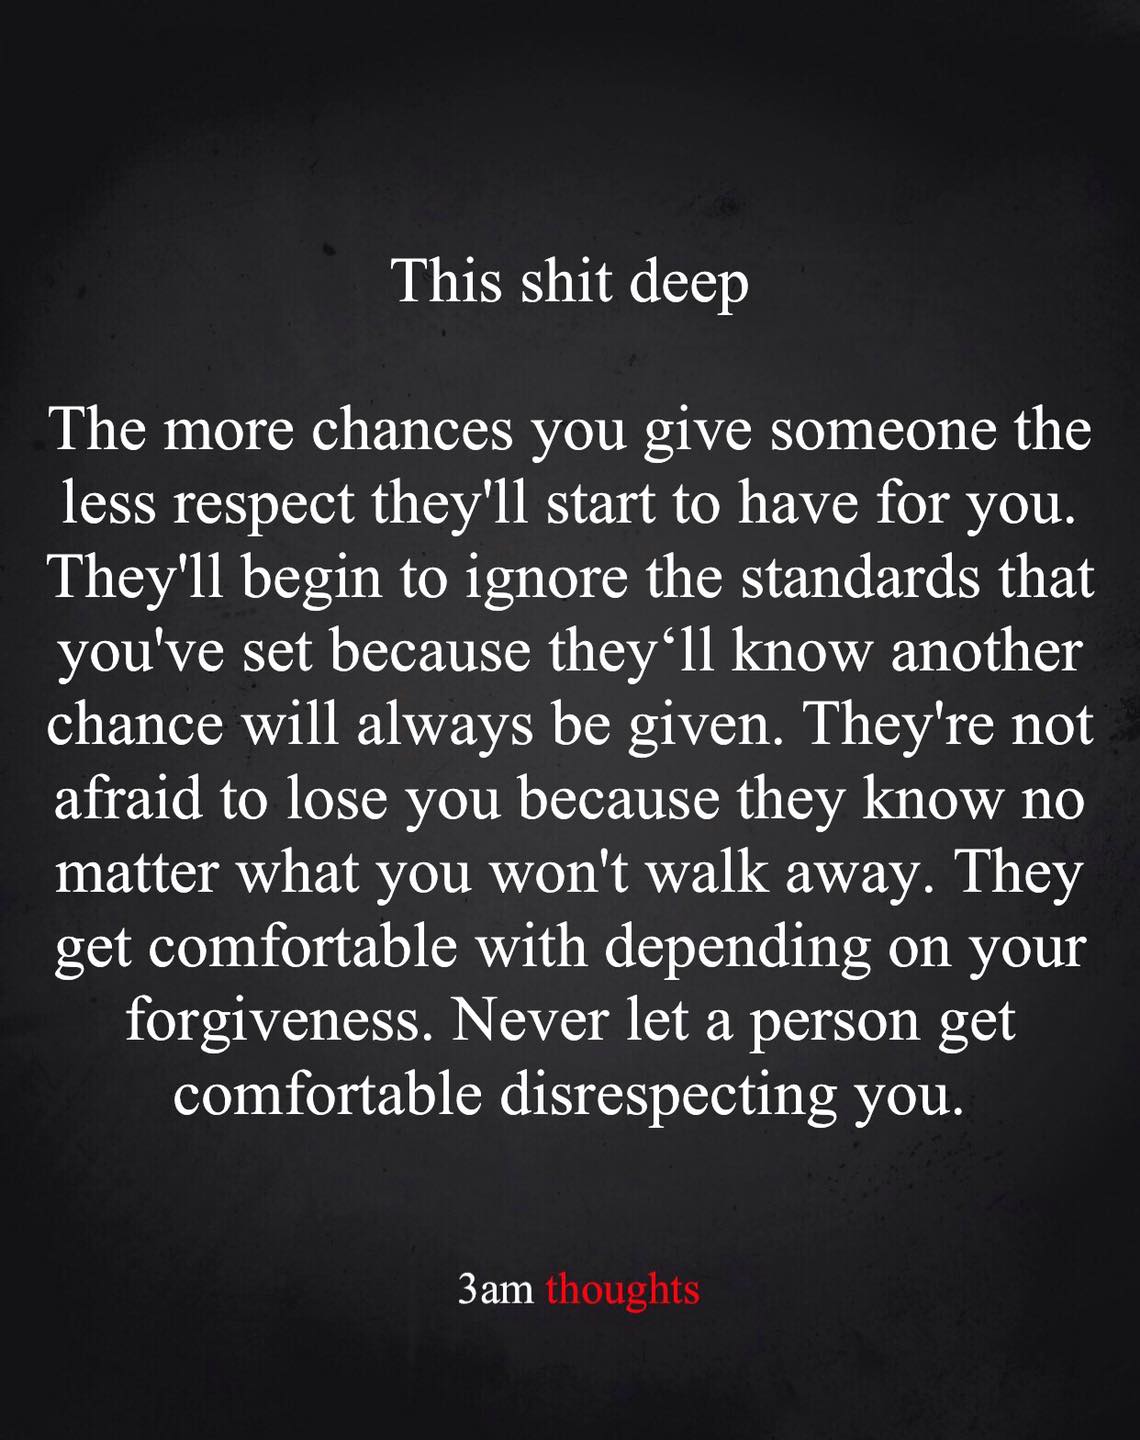 This shit deep
The more chances you give someone the
less respect they'll start to have for you.
They'll begin to ignore the standards that
you've set because they‘ll know another
chance will always be given. They're not
afraid to lose you because they know no
matter what you won't walk away. They
get comfortable with depending on your
forgiveness. Never let a person get
comfortable disrespecting you.
3am thoughts